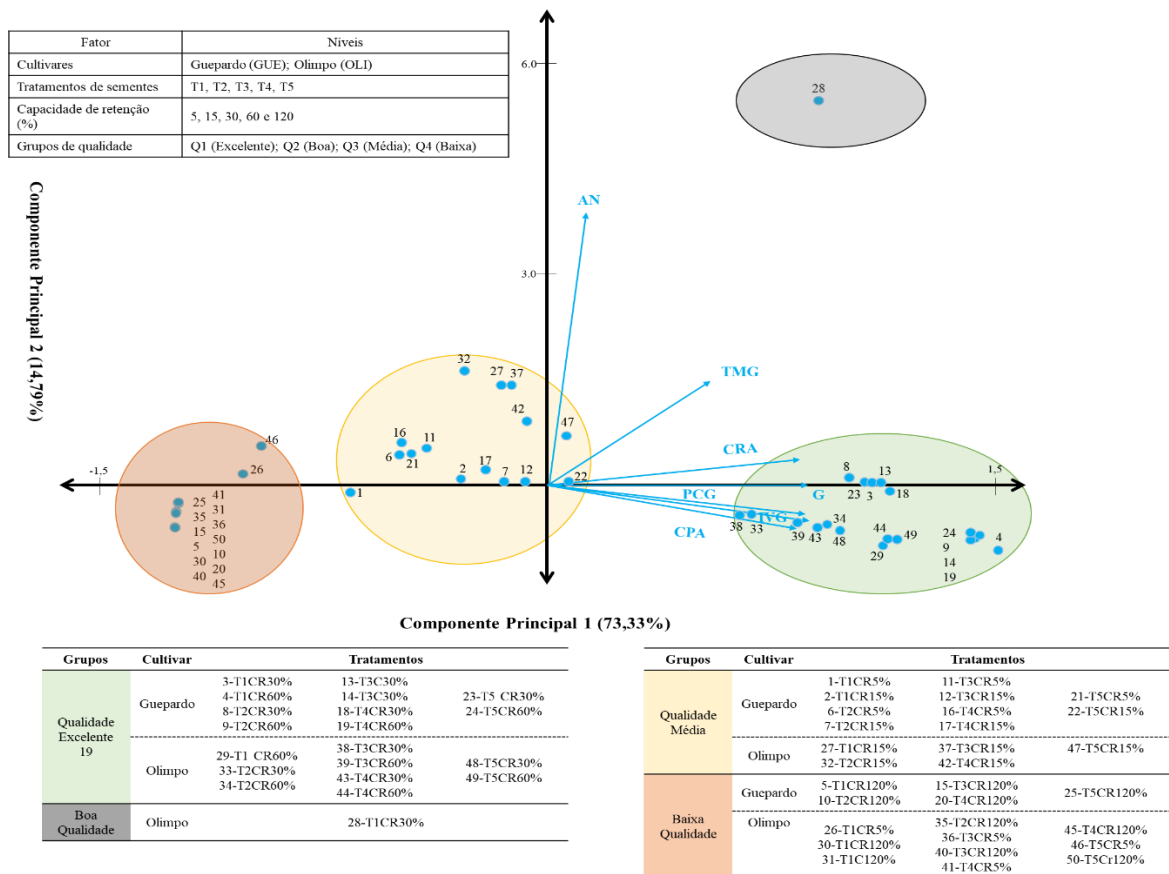 Fator Níveis
Cultivares Guepardo (GUE); Olimpo (OLI)
Tratamentos de sementes T1, T2, T3, T4, T5
Capacidade de retenção
(%) 5, 15, 30, 60 e 120
Grupos de qualidade Q1 (Excelente); Q2 (Boa); Q3 (Média); Q4 (Baixa)
6.0
28
AN
3.0
Componente Principal 2 (14,79%)
TMG
32
27 37
42
47
46
16
11
CRA
-1,5
26
6
21
2
17
7
12
22
8
13
1,5
1
PCG
G
23
3
18
25 41
35 31
15 36
5 50
30 10
40 20
45
IVG
CPA
38
33
39
43
34
48
44
29
49
24
9
14
19
4
Componente Principal 1 (73,33%)
Grupos Cultivar Tratamentos
Qualidade
Excelente
19
Guepardo
3-T1CR30% 13-T3C30%
4-T1CR60% 14-T3C30% 23-T5 CR30%
8-T2CR30% 18-T4CR30% 24-T5CR60%
9-T2CR60% 19-T4CR60%
Olimpo
38-T3CR30%
29-T1 CR60% 39-T3CR60% 48-T5CR30%
33-T2CR30% 43-T4CR30% 49-T5CR60%
34-T2CR60% 44-T4CR60%
Boa
Qualidade
Olimpo 28-T1CR30%
Grupos Cultivar Tratamentos
Qualidade
Média
Guepardo
1-T1CR5% 11-T3CR5%
2-T1CR15% 12-T3CR15% 21-T5CR5%
6-T2CR5% 16-T4CR5% 22-T5CR15%
7-T2CR15% 17-T4CR15%
Olimpo
27-T1CR15% 37-T3CR15% 47-T5CR15%
32-T2CR15% 42-T4CR15%
Baixa
Qualidade
Guepardo
5-T1CR120% 15-T3CR120% 25-T5CR120%
10-T2CR120% 20-T4CR120%
Olimpo
35-T2CR120%
26-T1CR5% 36-T3CR5% 45-T4CR120%
30-T1CR120% 40-T3CR120% 46-T5CR5%
31-T1C120% 41-T4CR5% 50-T5Cr120%